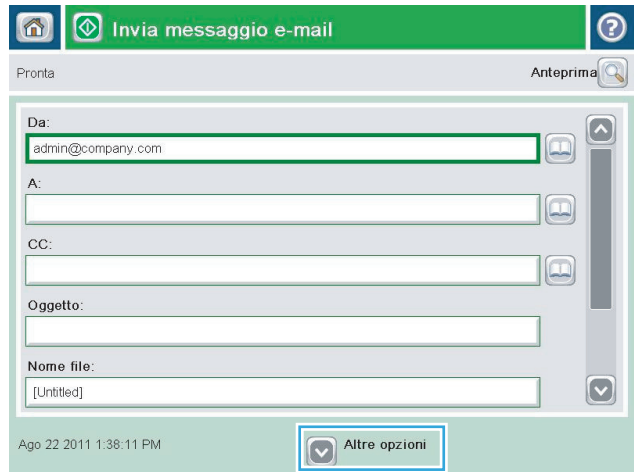 Invia messaggio e-mail
?
Pronta
Anteprima
Da:
admin@company.com
A:
CC:
Oggetto:
Nome file:
[Untitled]
Ago 22 2011 1:38:11 PM
Altre opzioni